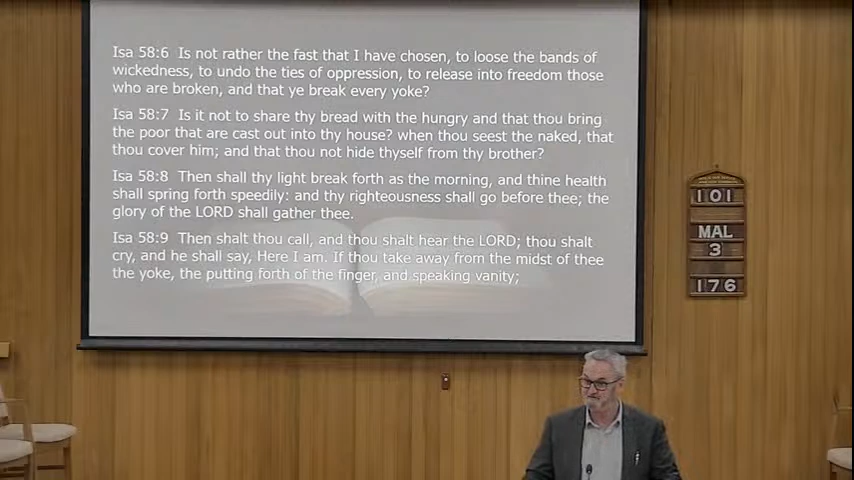 Isa 58:6 Is not rather the fast that I have chosen, to loose the bands of
wickedness, to undo the ties of oppression, to release into freedom those
who are broken, and that ye break every yoke?
Isa 58:7 Is it not to share thy bread with the hungry and that thou bring
the poor that are cast out into thy house? when thou seest the naked, that
thou cover him; and that thou not hide thyself from thy brother?
Isa 58:8 Then shall thy light break forth as the morning, and thine health
shall spring forth speedily: and thy righteousness shall go before thee; the
glory of the LORD shall gather thee.
Isa 58:9 Then shalt thou call, and thou shalt hear the LORD; thou shalt
cry, and he shall say, Here I am. If thou take away from the midst of thee
the yoke, the putting forth of the finger, and speaking vanity;
101
MAL
3
176